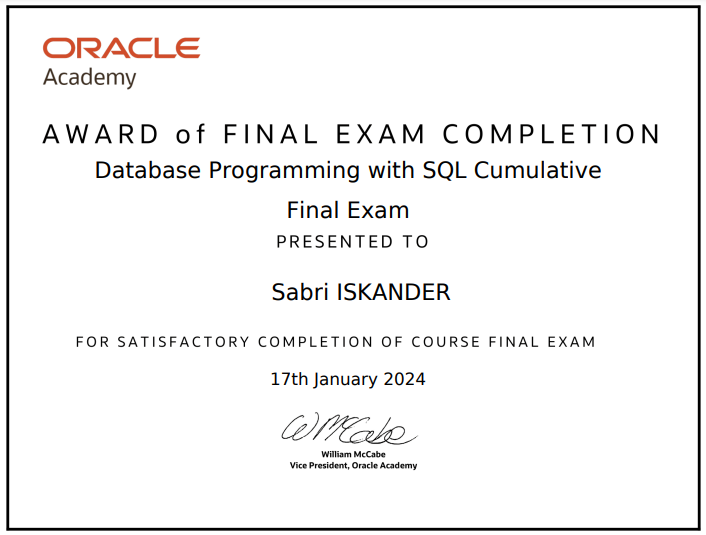 ORACLE
Academy
AWARD of FINAL EXAM COMPLETION
Database Programming with SQL Cumulative
Final Exam
PRESENTED TO
Sabri ISKANDER
FOR SATISFACTORY COMPLETION OF COURSE FINAL EXAM
17th January 2024
W McCabe
William McCabe
Vice President, Oracle Academy